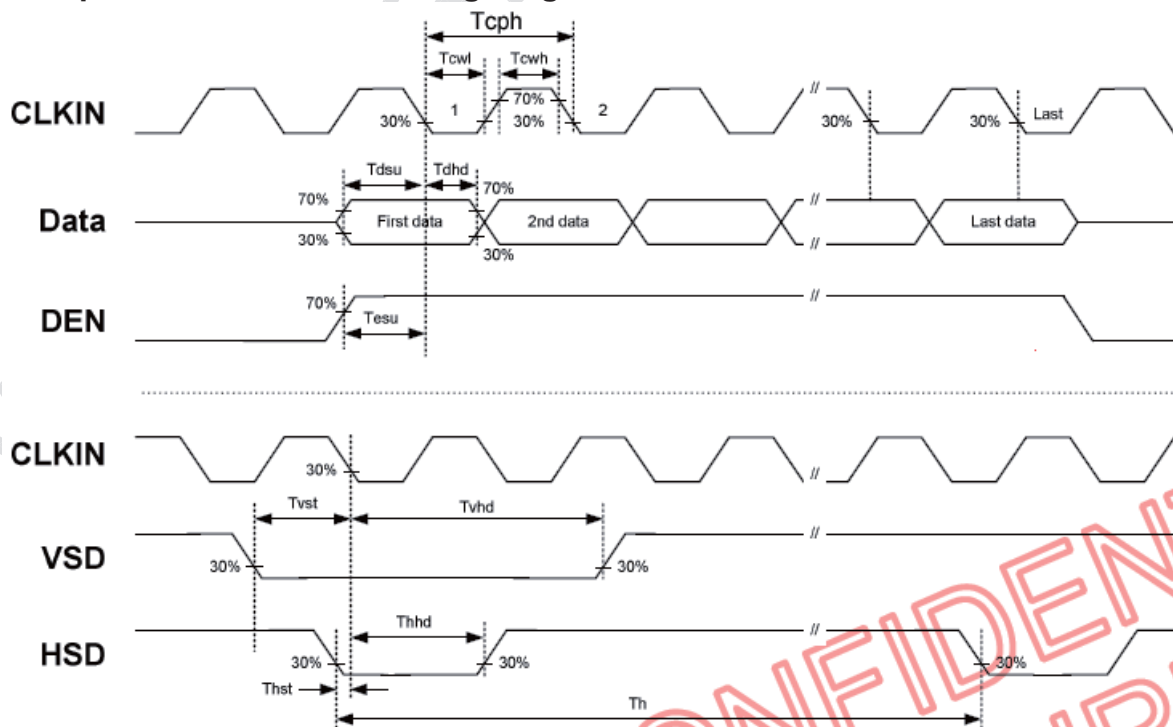 Tcph
Tcwl Tcwh
CLKIN 30% 1 70% 30% 2 // 30% 30% Last
Tdsu Tdhd
Data 70% 30% First data 70% 30% 2nd data // // Last data
DEN 70% Tesu //
CLKIN 30% //
Tvst Tvhd
VSD 30% 30% //
Thhd
HSD 30% 30% // 30%
Thst
Th